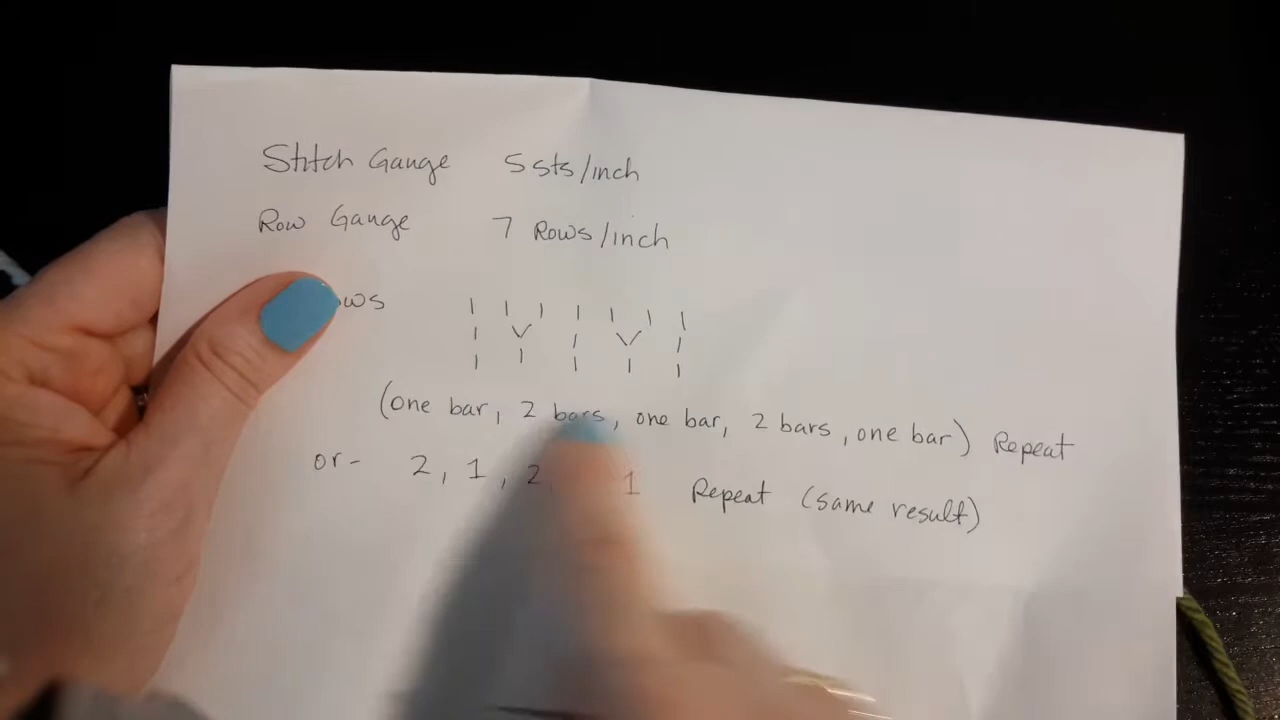 Stitch Gauge 5 sts/inch
Row Gauge 7 Rows/inch
| | | | | | |
| V | V |
| | | | |
(one bar, 2 bars, one bar, 2 bars, one bar) Repeat
or- 2, 1, 2, 1 Repeat (same result)